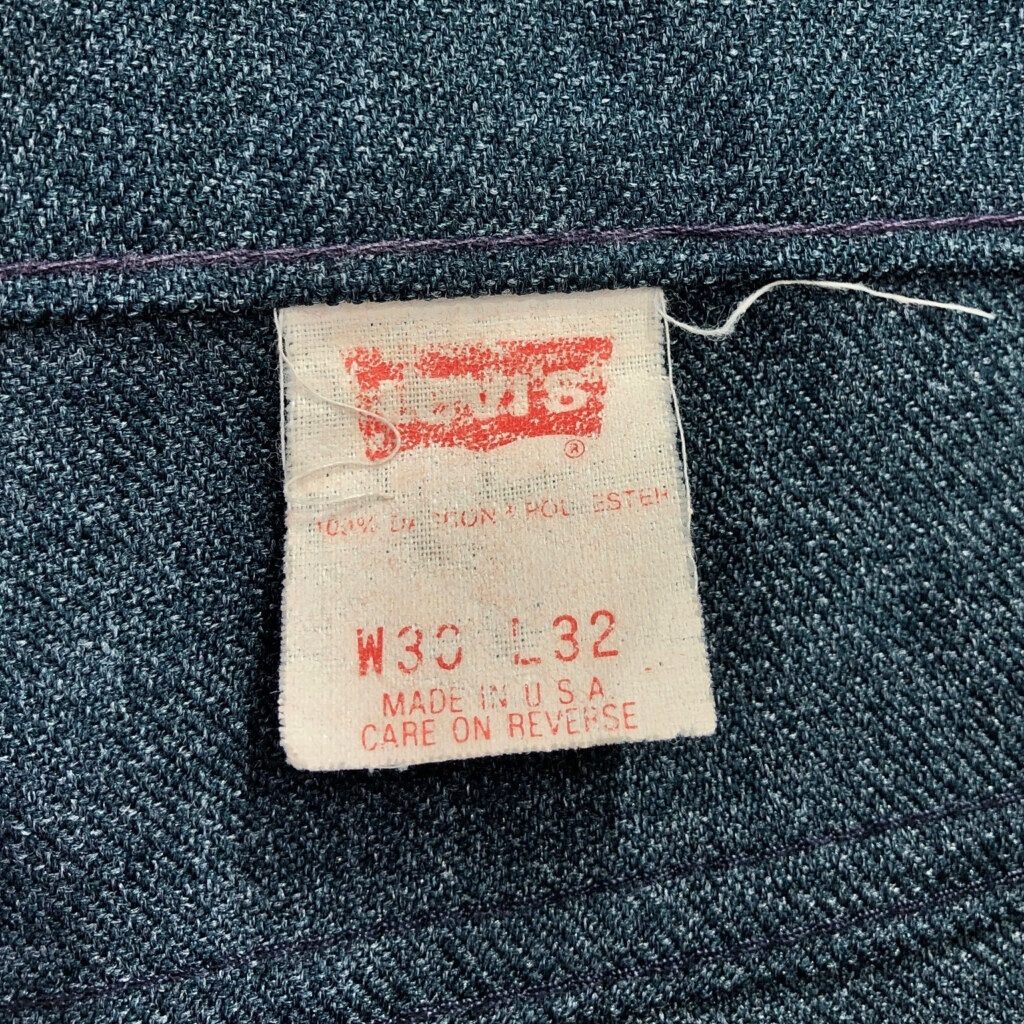 Levi's ®
100% DACRON® POLYESTER
W30 L32
MADE IN U S A
CARE ON REVERSE